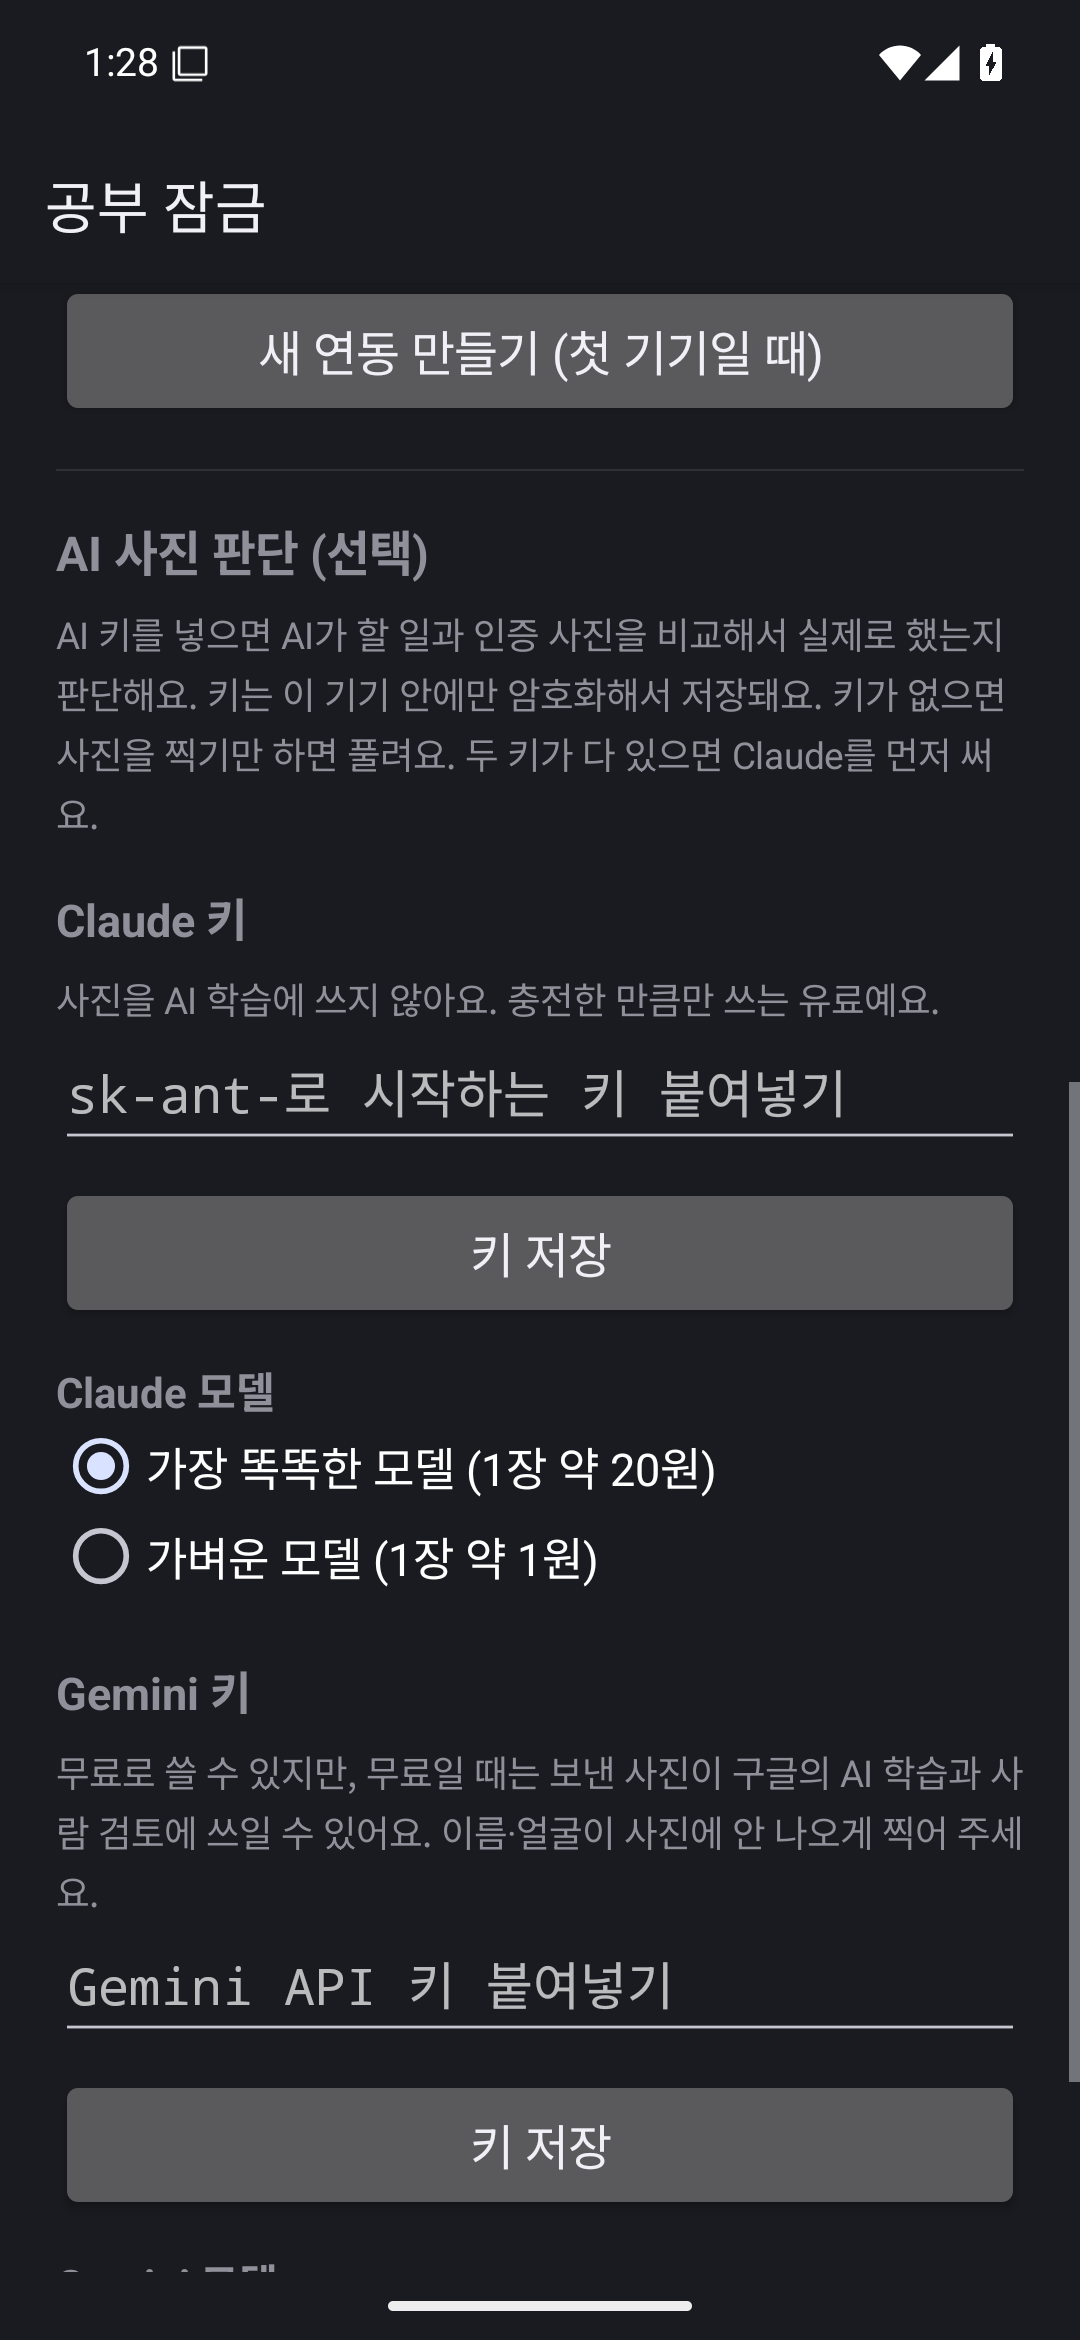 1:28
공부 잠금
새 연동 만들기 (첫 기기일 때)
AI 사진 판단 (선택)
AI 키를 넣으면 AI가 할 일과 인증 사진을 비교해서 실제로 했는지
판단해요. 키는 이 기기 안에만 암호화해서 저장돼요. 키가 없으면
사진을 찍기만 하면 풀려요. 두 키가 다 있으면 Claude를 먼저 써
요.
Claude 키
사진을 AI 학습에 쓰지 않아요. 충전한 만큼만 쓰는 유료예요.
sk-ant-로 시작하는 키 붙여넣기
키 저장
Claude 모델
가장 똑똑한 모델 (1장 약 20원)
가벼운 모델 (1장 약 1원)
Gemini 키
무료로 쓸 수 있지만, 무료일 때는 보낸 사진이 구글의 AI 학습과 사
람 검토에 쓰일 수 있어요. 이름·얼굴이 사진에 안 나오게 찍어 주세
요.
Gemini API 키 붙여넣기
키 저장